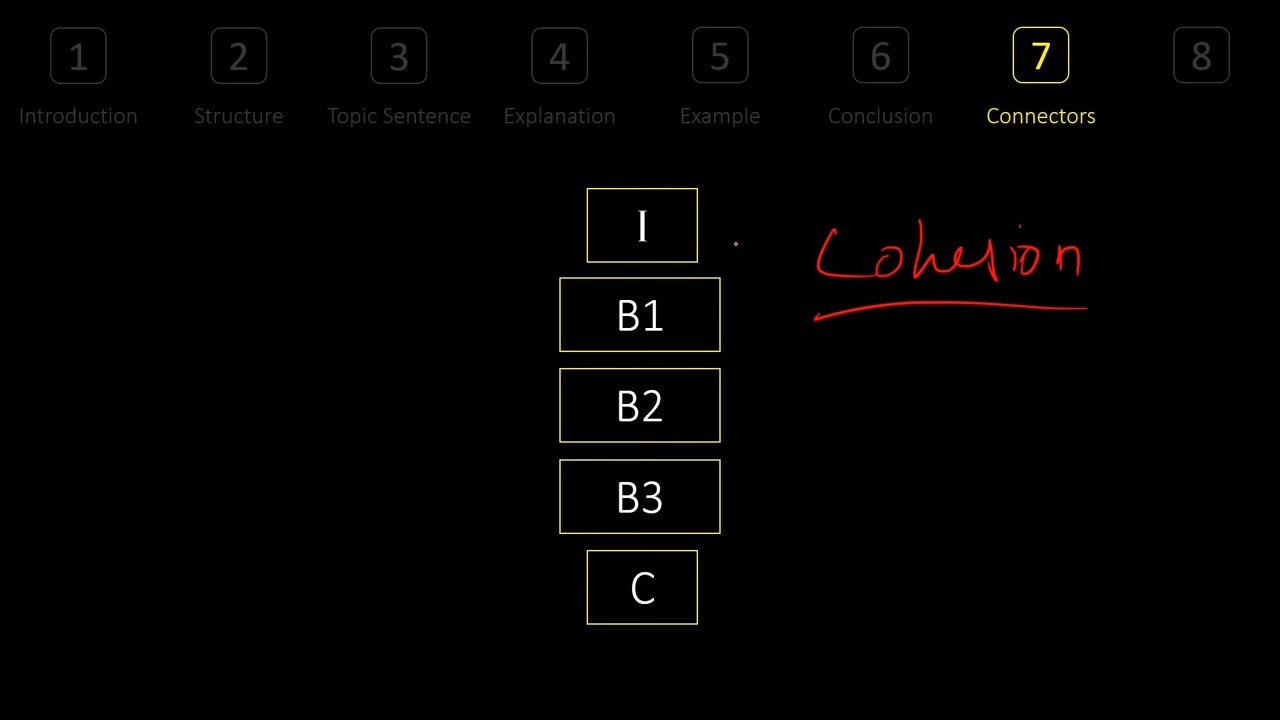 1 2 3 4 5 6 7 8
Introduction Structure Topic Sentence Explanation Example Conclusion Connectors
I
Cohesion
B1
B2
B3
C